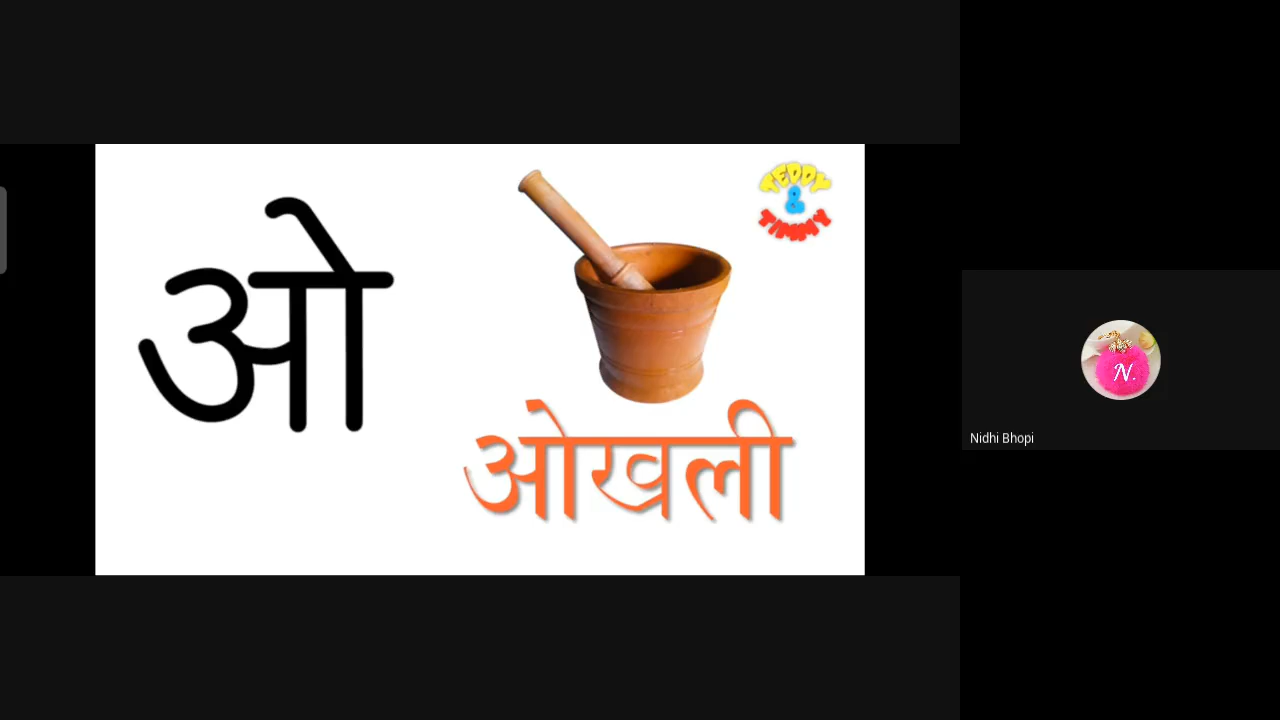 ओ
TEDDY
&
TIMMY
ओखली
N.
Nidhi Bhopi